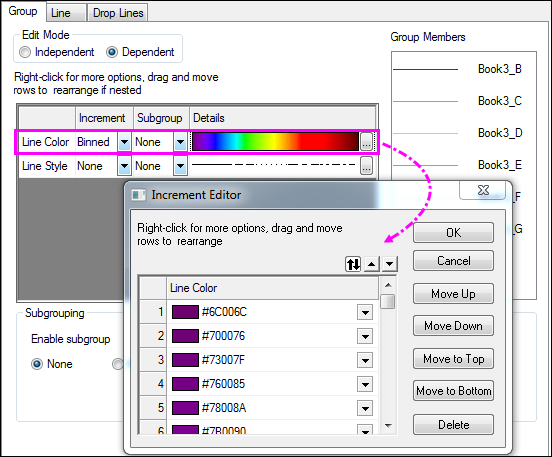 Group Line Drop Lines
Edit Mode
Independent Dependent
Right-click for more options, drag and move
rows to rearrange if nested
Increment Subgroup Details
Line Color Binned None ...
Line Style None None ...
Group Members
Book3_B
Book3_C
Book3_D
Book3_E
F
G
Subgrouping
Enable subgroup
None
Increment Editor
Right-click for more options, drag and move
rows to rearrange
Line Color
1 #6C006C
2 #700076
3 #73007F
4 #760085
5 #78008A
6 #7B0090
OK
Cancel
Move Up
Move Down
Move to Top
Move to Bottom
Delete